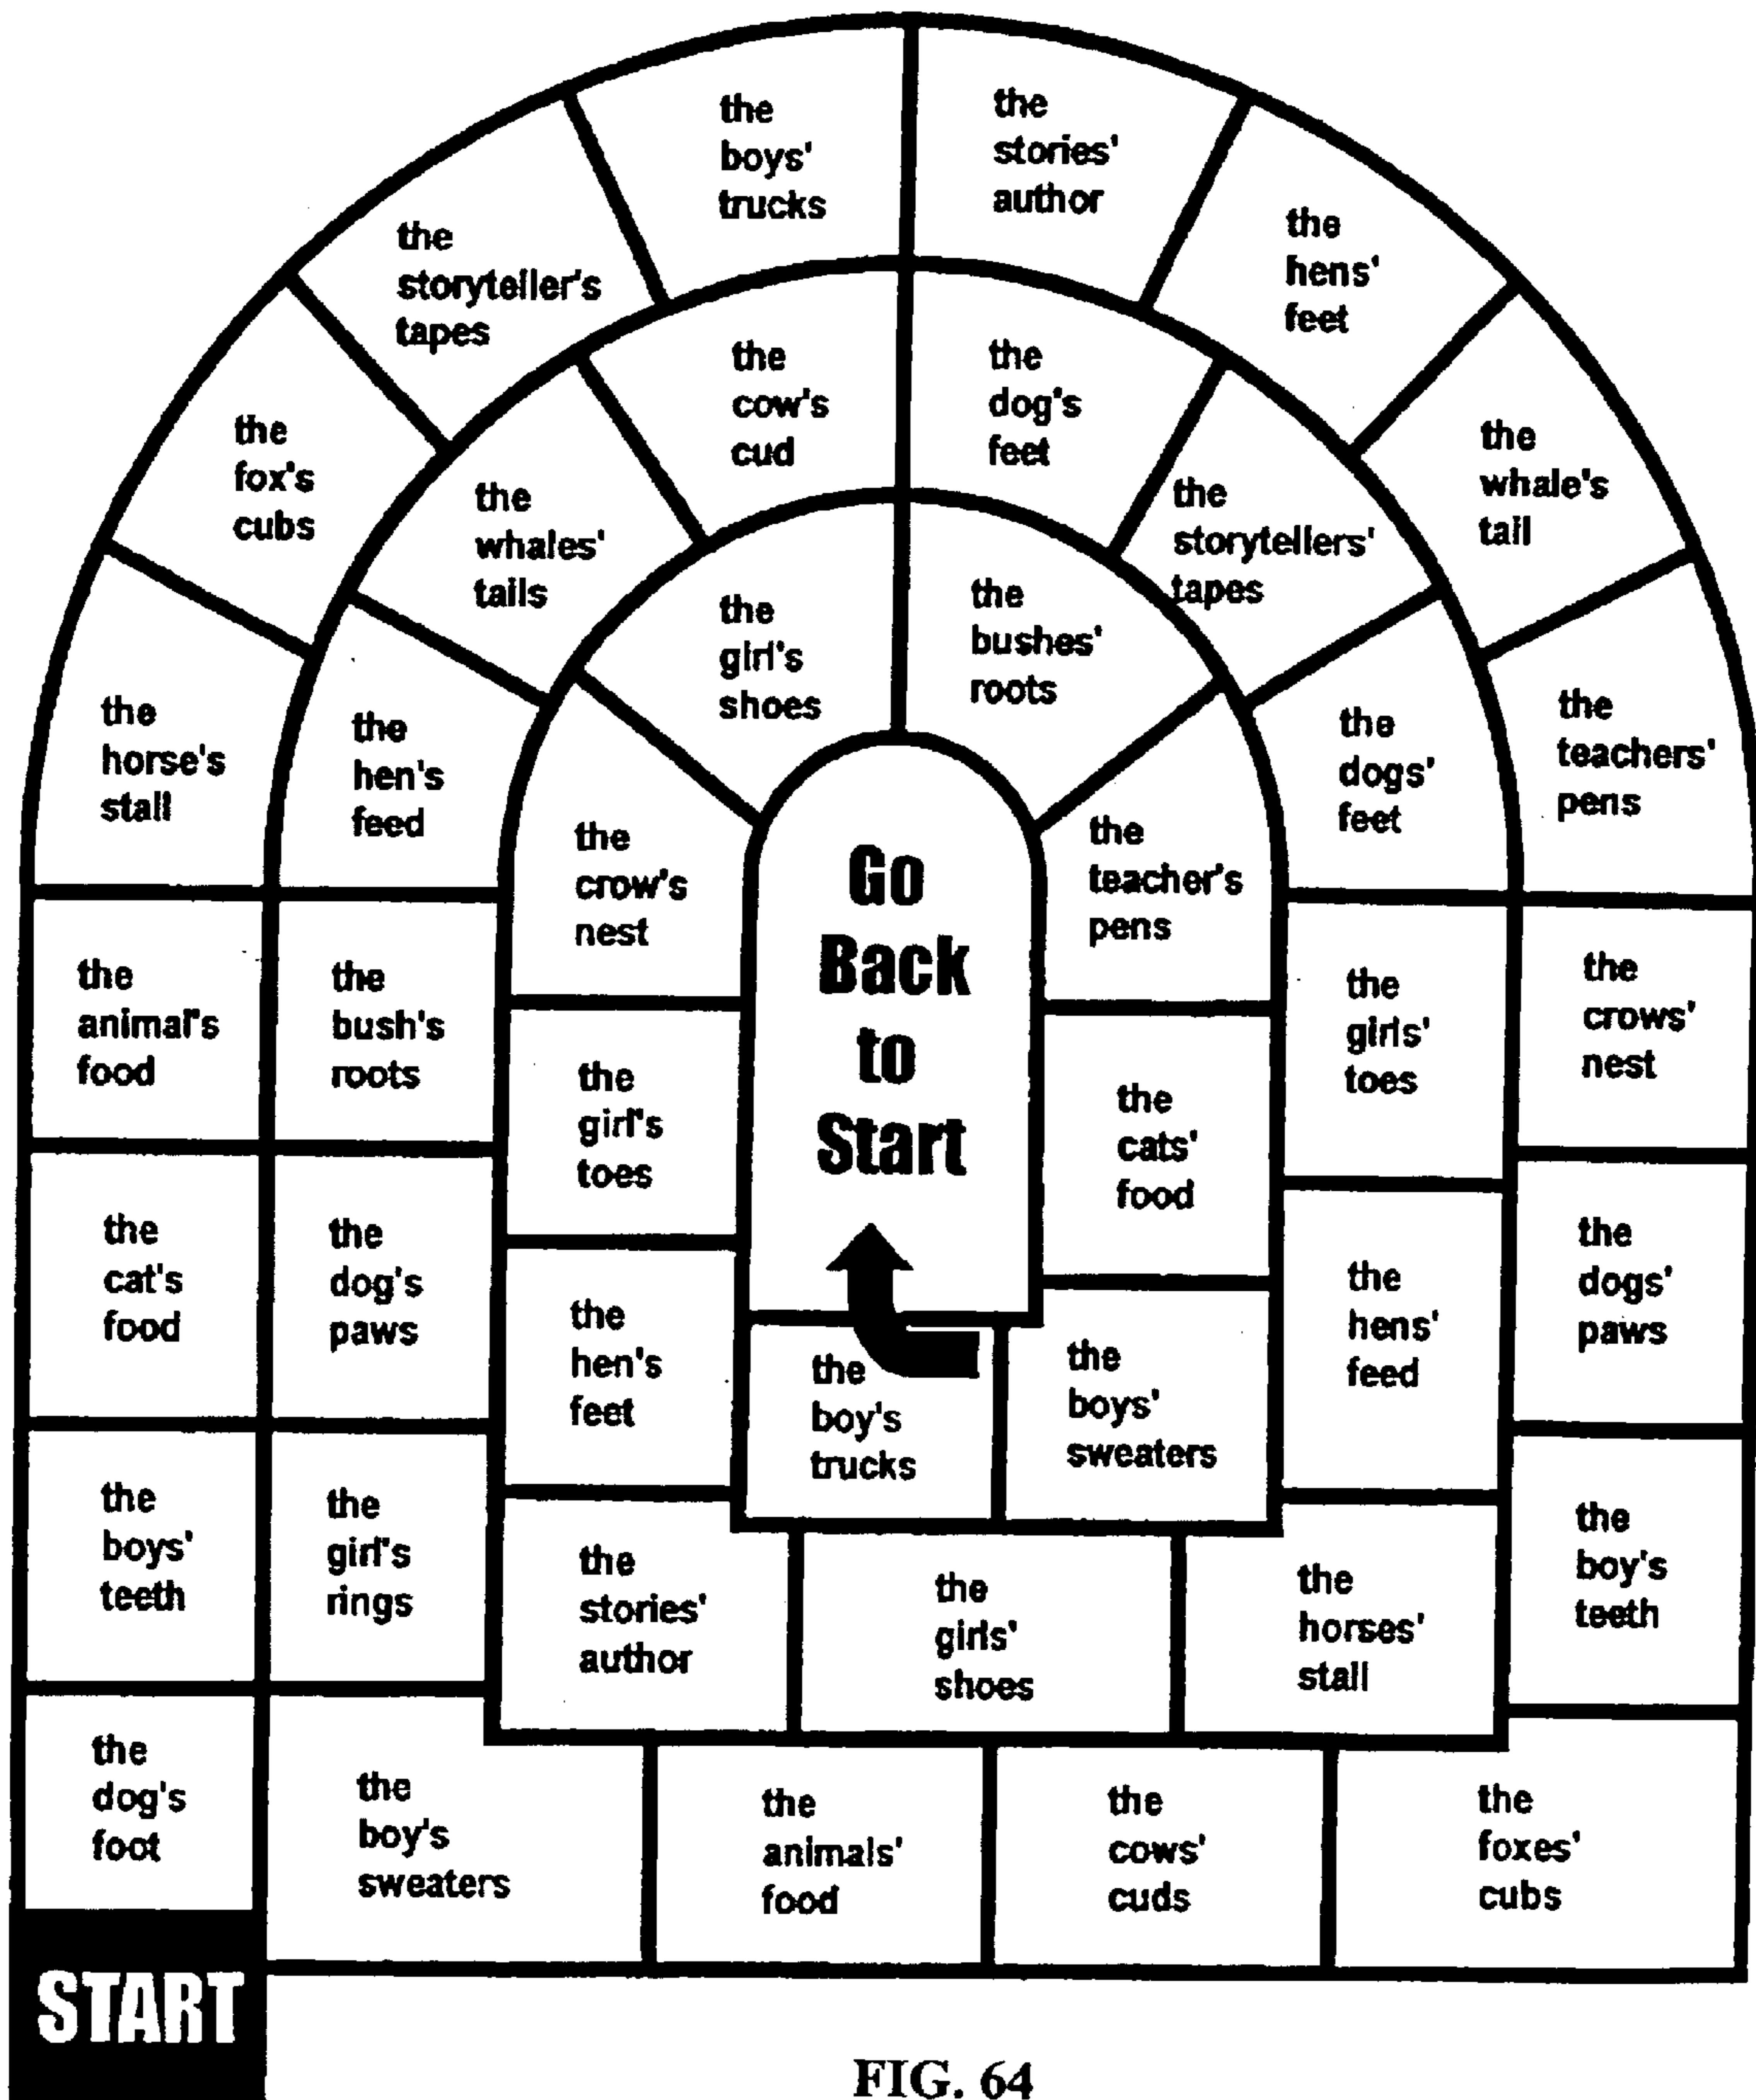 START
the
dog's
foot
the
boys'
teeth
the
cat's
food
the
animal's
food
the
horse's
stall
the
fox's
cubs
the
storyteller's
tapes
the
boys'
trucks
the
stories'
author
the
hens'
feet
the
whale's
tail
the
teachers'
pens
the
crows'
nest
the
dogs'
paws
the
boy's
teeth
the
foxes'
cubs
the
cows'
cuds
the
animals'
food
the
boy's
sweaters
the
girl's
rings
the
dog's
paws
the
bush's
roots
the
hen's
feed
the
whales'
tails
the
cow's
cud
the
dog's
feet
the
storytellers'
tapes
the
dogs'
feet
the
girls'
toes
the
hens'
feed
the
horses'
stall
the
girls'
shoes
the
stories'
author
the
hen's
feet
the
girl's
toes
the
crow's
nest
the
girl's
shoes
the
bushes'
roots
the
teacher's
pens
the
cats'
food
the
boys'
sweaters
the
boy's
trucks
Go
Back
to
Start
FIG. 64